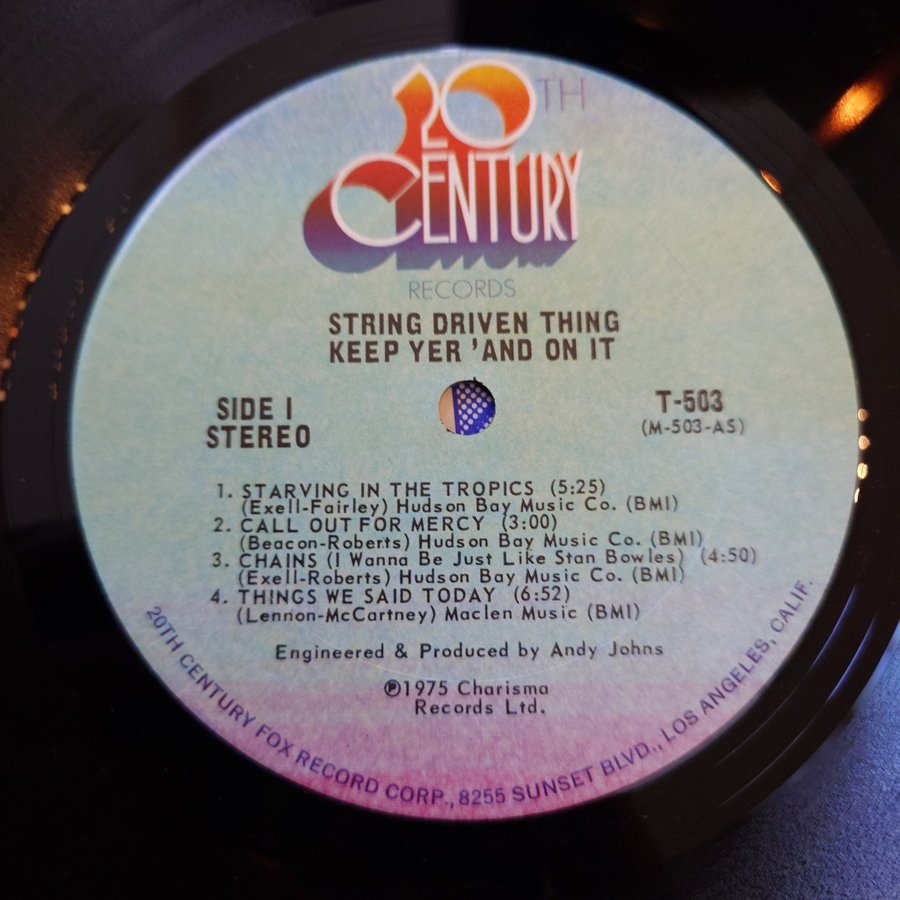 20TH
CENTURY
RECORDS
STRING DRIVEN THING
KEEP YER 'AND ON IT
SIDE I
STEREO
T-503
(M-503-AS)
1. STARVING IN THE TROPICS (5:25)
(Exell-Fairley) Hudson Bay Music Co. (BMI)
2. CALL OUT FOR MERCY (3:00)
(Beacon-Roberts) Hudson Bay Music Co. (BMI)
3. CHAINS (I Wanna Be Just Like Stan Bowles) (4:50)
(Exell-Roberts) Hudson Bay Music Co. (BMI)
4. THINGS WE SAID TODAY (6:52)
(Lennon-McCartney) Maclen Music (BMI)
Engineered & Produced by Andy Johns
℗1975 Charisma
Records Ltd.
20TH CENTURY FOX RECORD CORP., 8255 SUNSET BLVD., LOS ANGELES, CALIF.